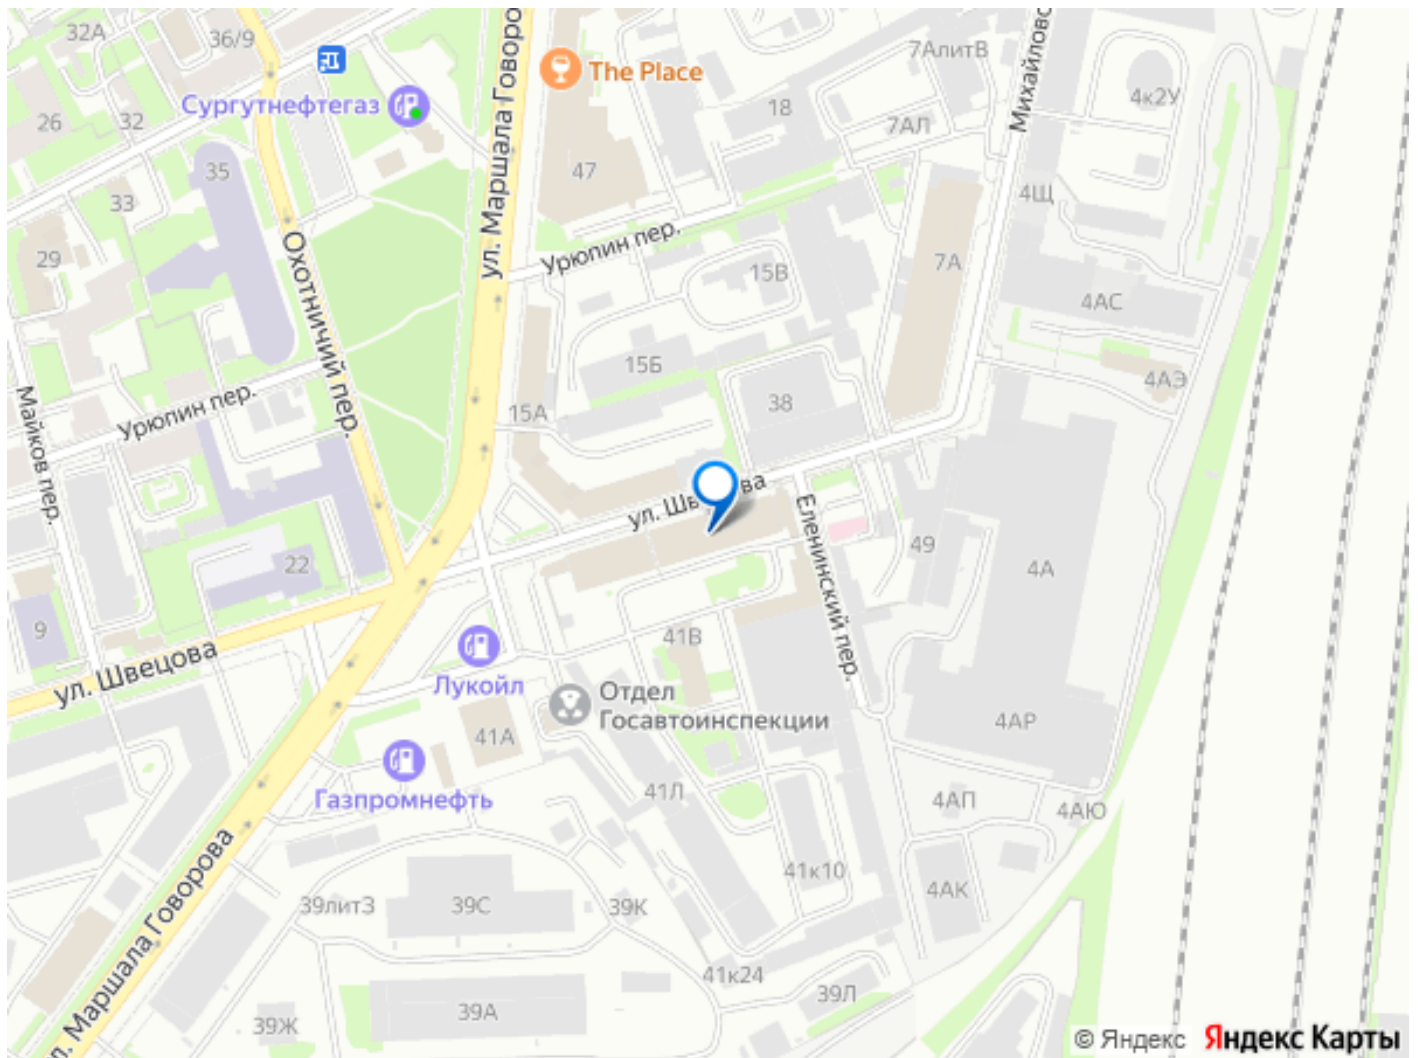 32А
36/9
ул. Маршала Говоро
The Place
7АлитВ
Михайловс
Сургутнефтегаз
26
32
18
7АЛ
4к2У
35
47
33
4Щ
29
Охотничий пер.
Урюпин пер.
15В
7А
4АС
15Б
4АЭ
Майков пер.
Урюпин пер.
15А
38
ул. Шв
ва
Еленинский пер.
22
49
4А
9
41В
ул. Швецова
Лукойл
Отдел
Госавтоинспекции
41А
4АР
Газпромнефть
41Л
4АП
4АЮ
л. Маршала Говорова
41к10
4АК
39литЗ
39С
39К
41к24
39Л
39А
39Ж
© Яндекс Яндекс Карты